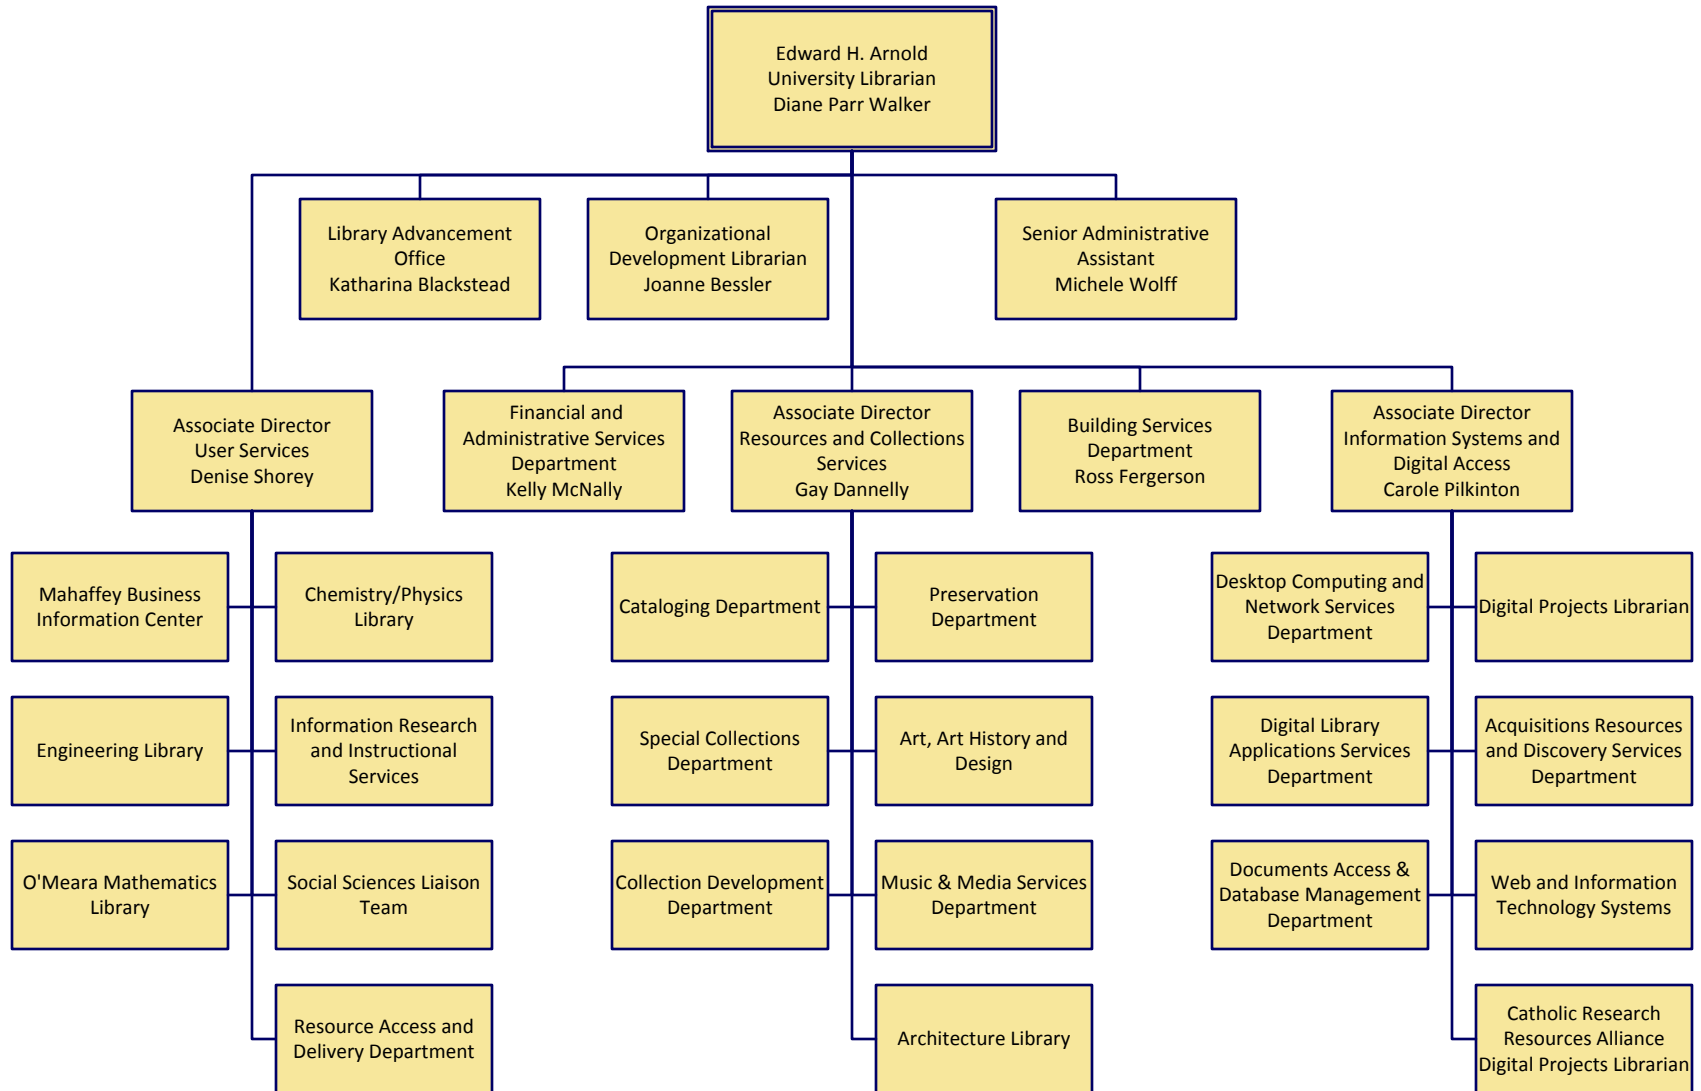 Edward H. Arnold
University Librarian
Diane Parr Walker
Library Advancement
Office
Katharina Blackstead
Organizational
Development Librarian
Joanne Bessler
Senior Administrative
Assistant
Michele Wolff
Associate Director
User Services
Denise Shorey
Financial and
Administrative Services
Department
Kelly McNally
Associate Director
Resources and Collections
Services
Gay Dannelly
Building Services
Department
Ross Fergerson
Associate Director
Information Systems and
Digital Access
Carole Pilkinton
Mahaffey Business
Information Center
Chemistry/Physics
Library
Cataloging Department
Preservation
Department
Desktop Computing and
Network Services
Department
Digital Projects Librarian
Engineering Library
Information Research
and Instructional
Services
Special Collections
Department
Art, Art History and
Design
Digital Library
Applications Services
Department
Acquisitions Resources
and Discovery Services
Department
O'Meara Mathematics
Library
Social Sciences Liaison
Team
Collection Development
Department
Music & Media Services
Department
Documents Access &
Database Management
Department
Web and Information
Technology Systems
Resource Access and
Delivery Department
Architecture Library
Catholic Research
Resources Alliance
Digital Projects Librarian